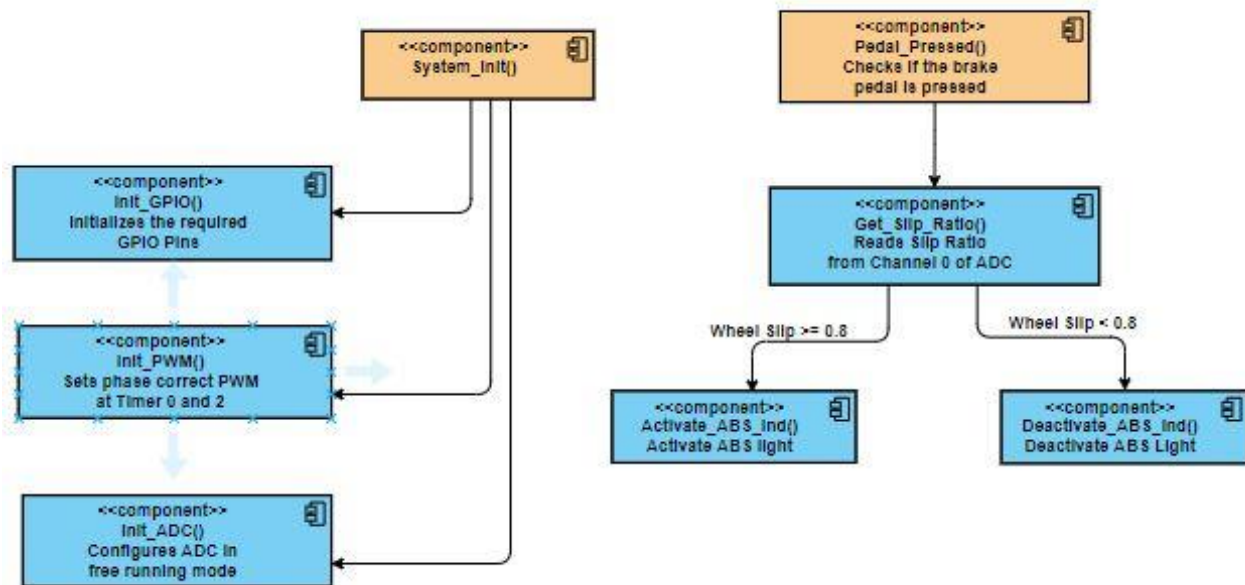 <<component>>
System_Init()
<<component>>
Init_GPIO()
Initializes the required
GPIO Pins
<<component>>
Init_PWM()
Sets phase correct PWM
at Timer 0 and 2
<<component>>
Init_ADC()
Configures ADC in
free running mode
<<component>>
Pedal_Pressed()
Checks if the brake
pedal is pressed
<<component>>
Get_Slip_Ratio()
Reads Slip Ratio
from Channel 0 of ADC
Wheel Slip >= 0.8
Wheel Slip < 0.8
<<component>>
Activate_ABS_Ind()
Activate ABS light
<<component>>
Deactivate_ABS_Ind()
Deactivate ABS Light